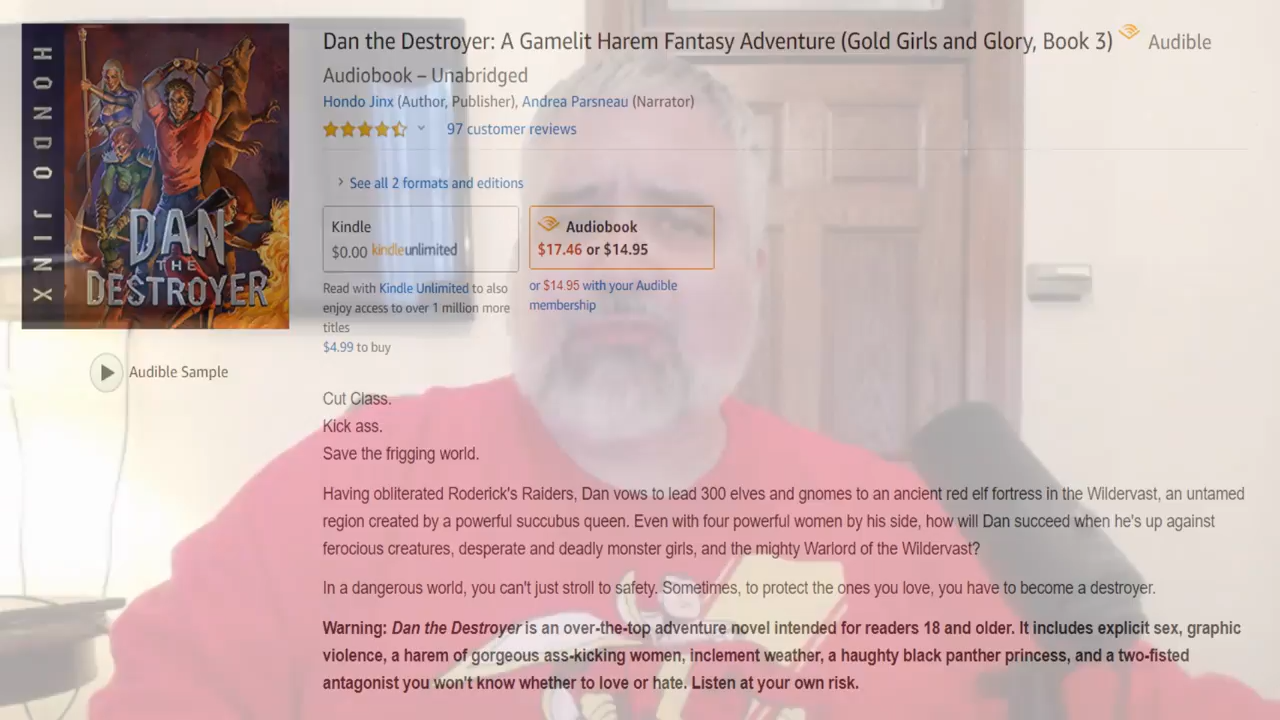 HONDO JINX
DAN
THE
DESTROYER
Audible Sample
Dan the Destroyer: A Gamelit Harem Fantasy Adventure (Gold Girls and Glory, Book 3) Audible
Audiobook – Unabridged
Hondo Jinx (Author, Publisher), Andrea Parsneau (Narrator)
97 customer reviews
See all 2 formats and editions
Kindle
$0.00 kindleunlimited
Read with Kindle Unlimited to also
enjoy access to over 1 million more
titles
$4.99 to buy
Audiobook
$17.46 or $14.95
or $14.95 with your Audible
membership
Cut Class.
Kick ass.
Save the frigging world.
Having obliterated Roderick's Raiders, Dan vows to lead 300 elves and gnomes to an ancient red elf fortress in the Wildervast, an untamed
region created by a powerful succubus queen. Even with four powerful women by his side, how will Dan succeed when he's up against
ferocious creatures, desperate and deadly monster girls, and the mighty Warlord of the Wildervast?
In a dangerous world, you can't just stroll to safety. Sometimes, to protect the ones you love, you have to become a destroyer.
Warning: Dan the Destroyer is an over-the-top adventure novel intended for readers 18 and older. It includes explicit sex, graphic
violence, a harem of gorgeous ass-kicking women, inclement weather, a haughty black panther princess, and a two-fisted
antagonist you won't know whether to love or hate. Listen at your own risk.